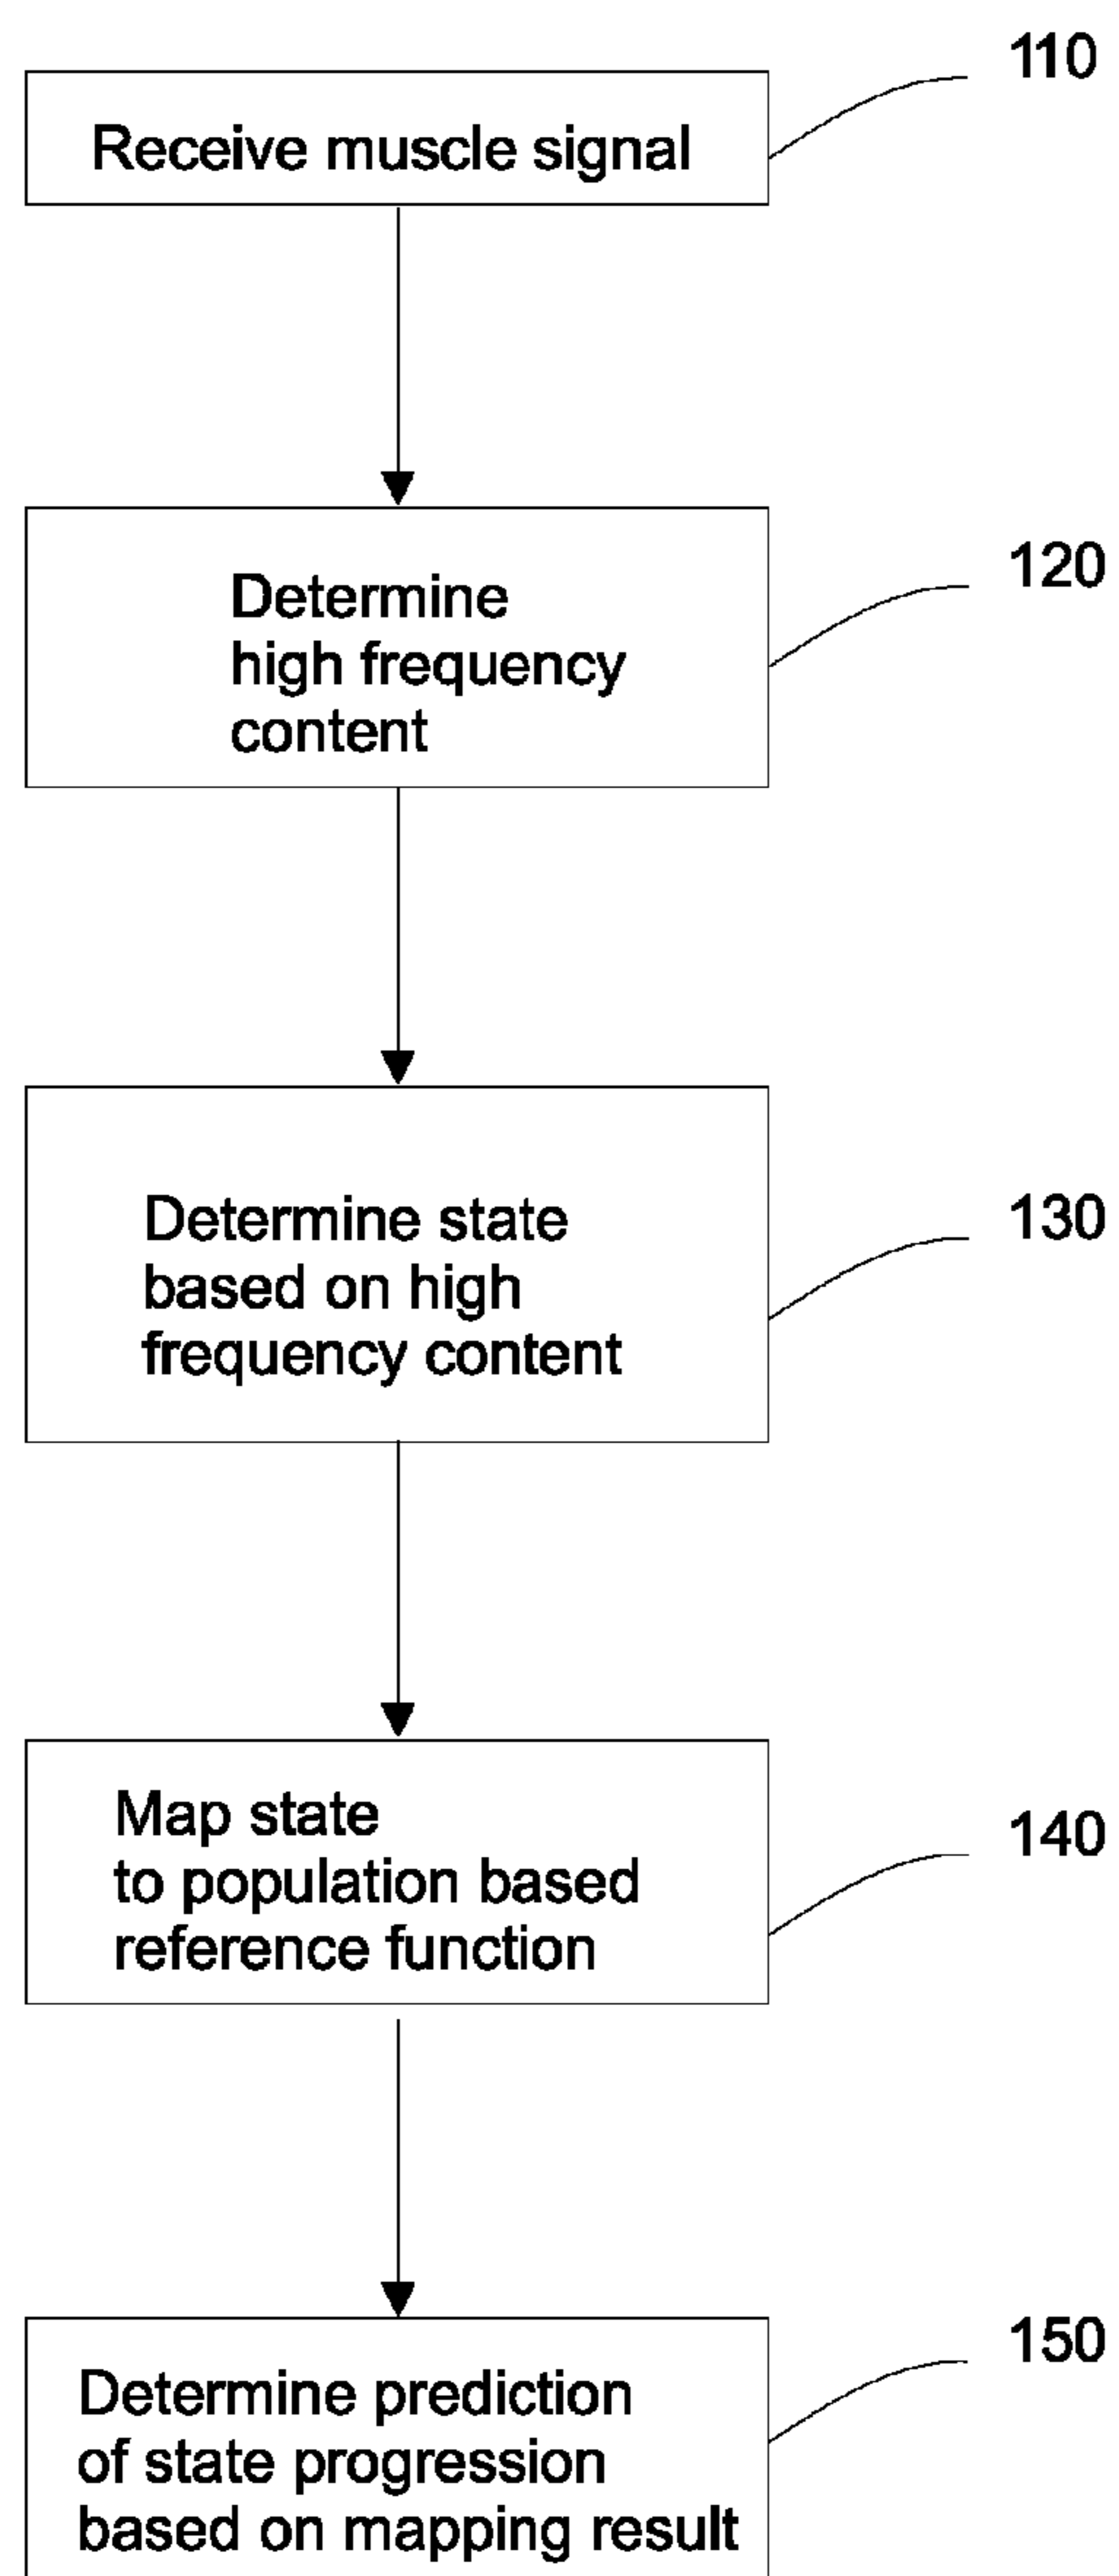 110
Receive muscle signal
120
Determine
high frequency
content
130
Determine state
based on high
frequency content
140
Map state
to population based
reference function
150
Determine prediction
of state progression
based on mapping result